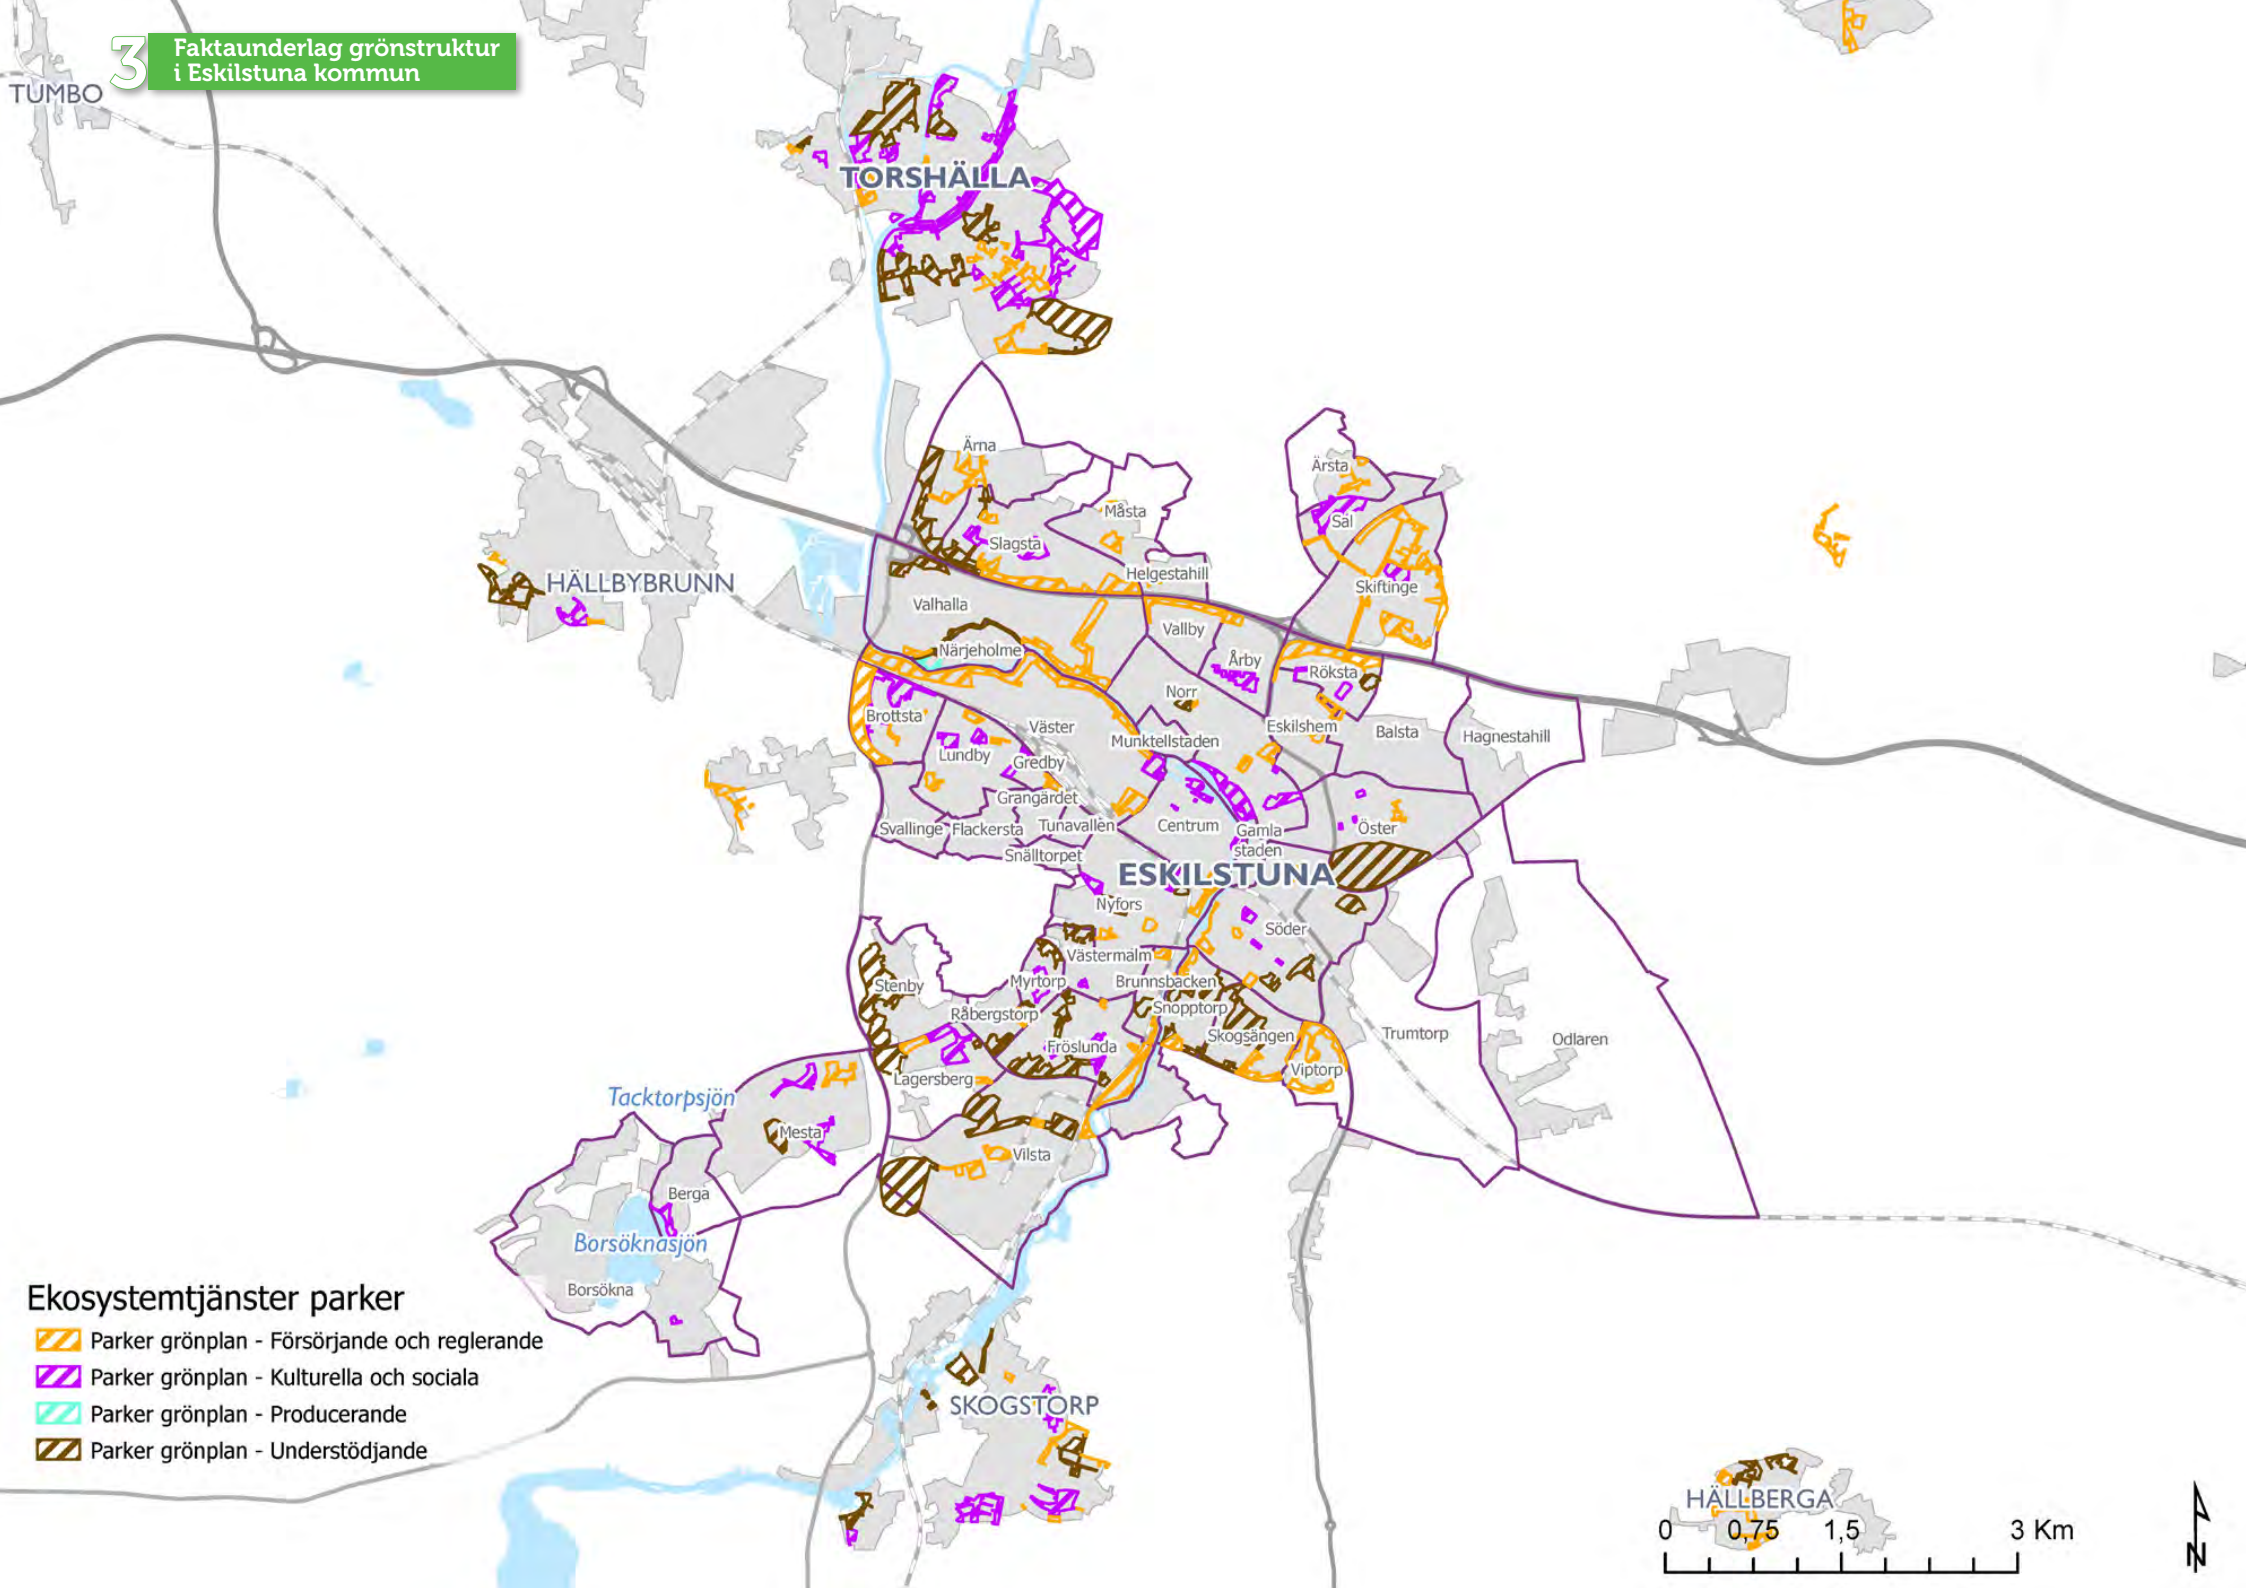 3
Faktaunderlag grönstruktur
i Eskilstuna kommun
TUMBO
TORSHÄLLA
Ärna
Ärsta
Måsta
Säl
Slagsta
Helgestahill
HÄLLBYBRUNN
Skiftinge
Valhalla
Vallby
Närjeholme
Årby
Röksta
Norr
Brottsta
Väster
Eskilshem
Balsta
Hagnestahill
Munktellstaden
Lundby
Gredby
Grangärdet
Svallinge
Flackersta
Tunavallen
Centrum
Gamla
staden
Öster
Snälltorpet
ESKILSTUNA
Nyfors
Söder
Västermalm
Stenby
Myrtorp
Brunnsbacken
Råbergstorp
Snopptorp
Fröslunda
Skogsängen
Trumtorp
Odlaren
Viptorp
Lagersberg
Tacktorpsjön
Mesta
Vilsta
Berga
Borsöknasjön
Borsökna
Ekosystemtjänster parker
Parker grönplan - Försörjande och reglerande
Parker grönplan - Kulturella och sociala
Parker grönplan - Producerande
Parker grönplan - Understödjande
SKOGSTORP
HÄLLBERGA
0 0,75 1,5 3 Km
N